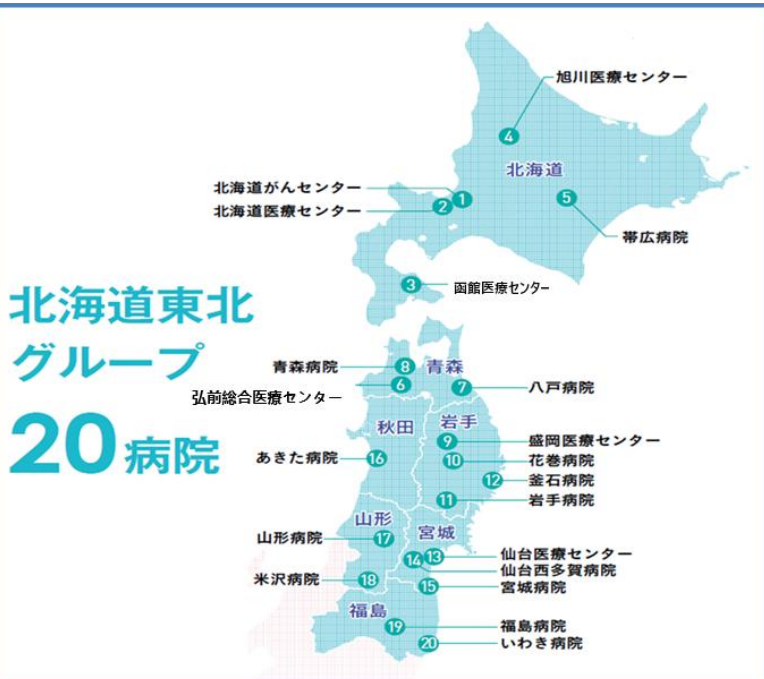 旭川医療センター
4
北海道
北海道がんセンター
1
5
北海道医療センター
2
帯広病院
3
函館医療センター
北海道東北
グループ
20病院
青森病院
8
青森
弘前総合医療センター
6
7
八戸病院
秋田
岩手
9
盛岡医療センター
あきた病院
16
10
花巻病院
12
釜石病院
11
岩手病院
山形
宮城
山形病院
17
13
仙台医療センター
14
仙台西多賀病院
米沢病院
18
15
宮城病院
福島
19
福島病院
20
いわき病院